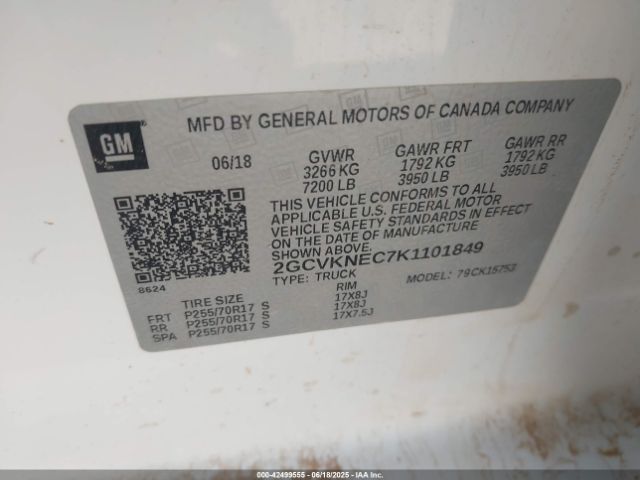 GM
MFD BY GENERAL MOTORS OF CANADA COMPANY
06/18 GVWR GAWR FRT GAWR RR
3266 KG 1792 KG 1792 KG
7200 LB 3950 LB 3950 LB
THIS VEHICLE CONFORMS TO ALL
APPLICABLE U.S. FEDERAL MOTOR
VEHICLE SAFETY STANDARDS IN EFFECT
ON THE DATE OF MANUFACTURE
SHOWN ABOVE.
2GCVKNEC7K1101849
TYPE: TRUCK MODEL: 79CK15753
8624
TIRE SIZE RIM
FRT P255/70R17 S 17X8J
RR P255/70R17 S 17X8J
SPA P255/70R17 S 17X7.5J
000-42499555 - 06/18/2025 - IAA Inc.